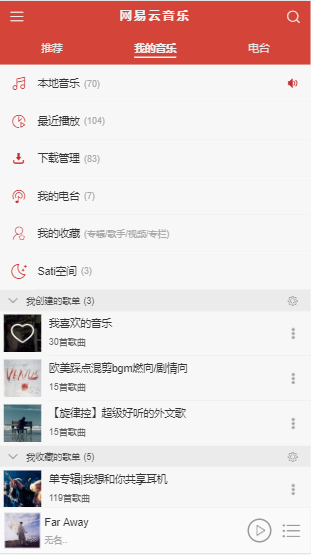 网易云音乐
推荐 我的音乐 电台
本地音乐 (70)
最近播放 (104)
下载管理 (83)
我的电台 (7)
我的收藏 (专辑/歌手/视频/专栏)
Sati空间 (3)
我创建的歌单 (3)
我喜欢的音乐
30首歌曲
欧美踩点混剪bgm燃向/剧情向
15首歌曲
VENUS
【旋律控】超级好听的外文歌
15首歌曲
我收藏的歌单 (5)
单专辑|我想和你共享耳机
119首歌曲
Far Away
无名..